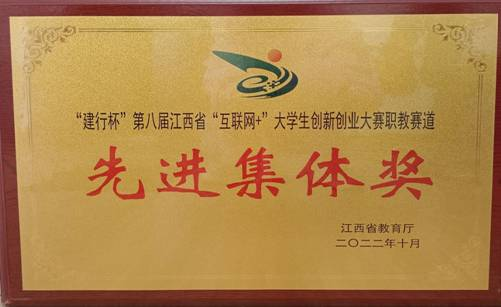 “建行杯”第八届江西省“互联网+”大学生创新创业大赛职教赛道
先进集体奖
江西省教育厅
二〇二二年十月